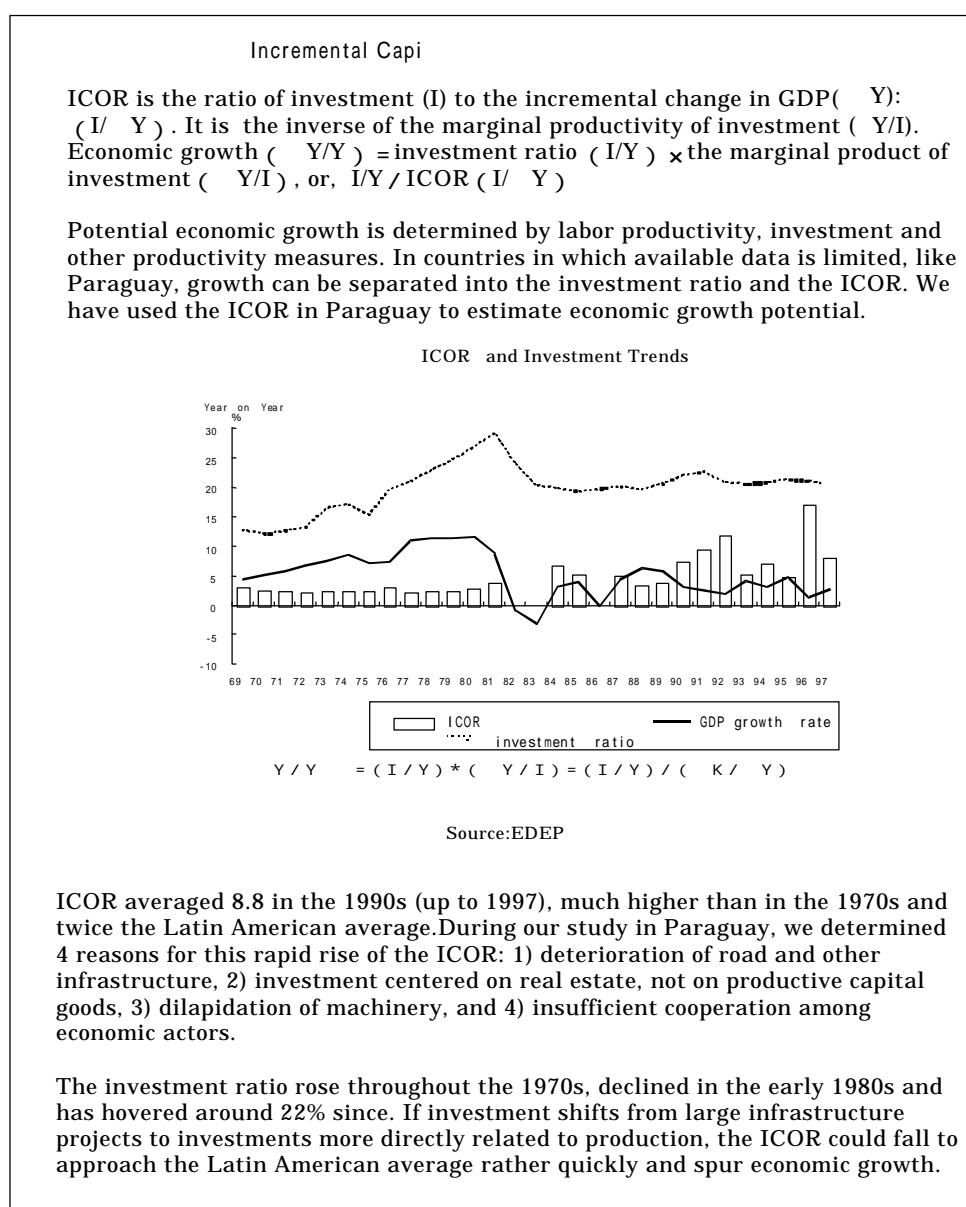 Incremental Capi
ICOR is the ratio of investment (I) to the incremental change in GDP(   Y):
(I/   Y). It is the inverse of the marginal productivity of investment (  Y/I).
Economic growth (   Y/Y) =investment ratio (I/Y) ×the marginal product of
investment (   Y/I), or, I/Y/ICOR (I/   Y)
Potential economic growth is determined by labor productivity, investment and
other productivity measures. In countries in which available data is limited, like
Paraguay, growth can be separated into the investment ratio and the ICOR. We
have used the ICOR in Paraguay to estimate economic growth potential.
ICOR   and Investment Trends
Year on Year
%
30
25
20
15
10
5
0
-5
-10
69 70 71 72 73 74 75 76 77 78 79 80 81 82 83 84 85 86 87 88 89 90 91 92 93 94 95 96 97
ICOR
GDP growth rate
investment ratio
Y/Y   =(I/Y)*(   Y/I)=(I/Y)/(   K/   Y)
Source:EDEP
ICOR averaged 8.8 in the 1990s (up to 1997), much higher than in the 1970s and
twice the Latin American average.During our study in Paraguay, we determined
4 reasons for this rapid rise of the ICOR: 1) deterioration of road and other
infrastructure, 2) investment centered on real estate, not on productive capital
goods, 3) dilapidation of machinery, and 4) insufficient cooperation among
economic actors.
The investment ratio rose throughout the 1970s, declined in the early 1980s and
has hovered around 22% since. If investment shifts from large infrastructure
projects to investments more directly related to production, the ICOR could fall to
approach the Latin American average rather quickly and spur economic growth.